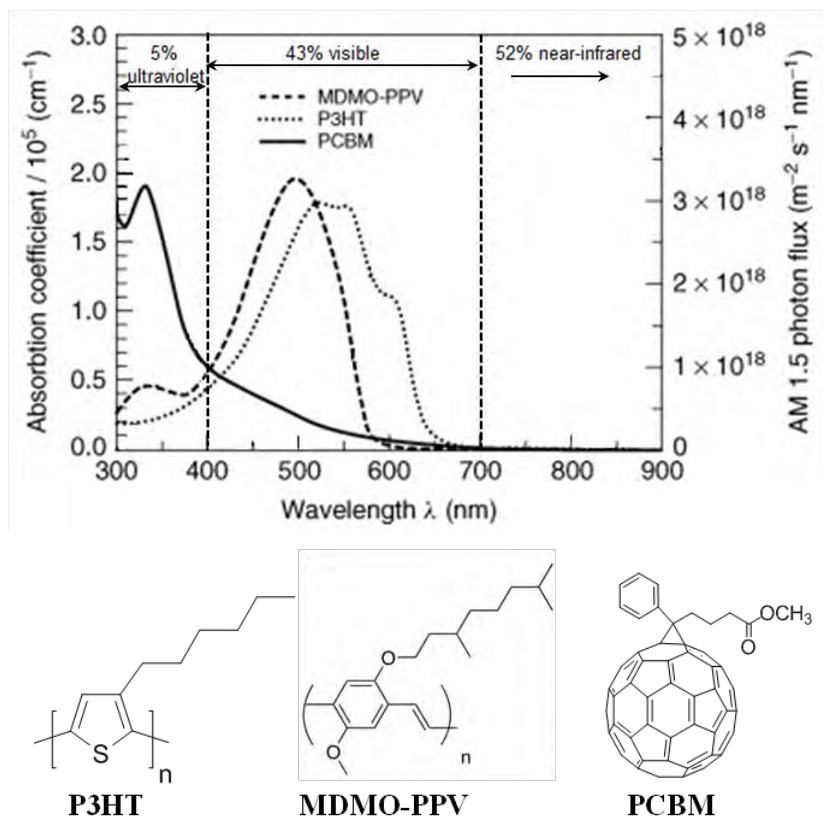 3.0
2.5
2.0
1.5
1.0
0.5
0.0
Absorbtion coefficient / 10⁵ (cm⁻¹)
5%
ultraviolet
43% visible
52% near-infrared
MDMO-PPV
P3HT
PCBM
5 × 10¹⁸
4 × 10¹⁸
3 × 10¹⁸
2 × 10¹⁸
1 × 10¹⁸
0
AM 1.5 photon flux (m⁻² s⁻¹ nm⁻¹)
300 400 500 600 700 800 900
Wavelength λ (nm)
S
n
P3HT
O
O
n
MDMO-PPV
OCH₃
O
PCBM